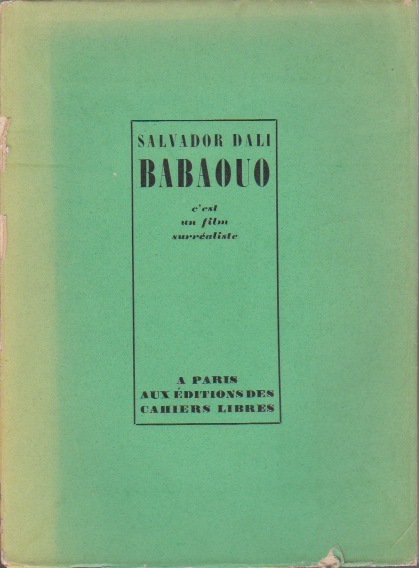 SALVADOR DALI
BABAOUO
c'est
un film
surréaliste
A PARIS
AUX ÉDITIONS DES
CAHIERS LIBRES